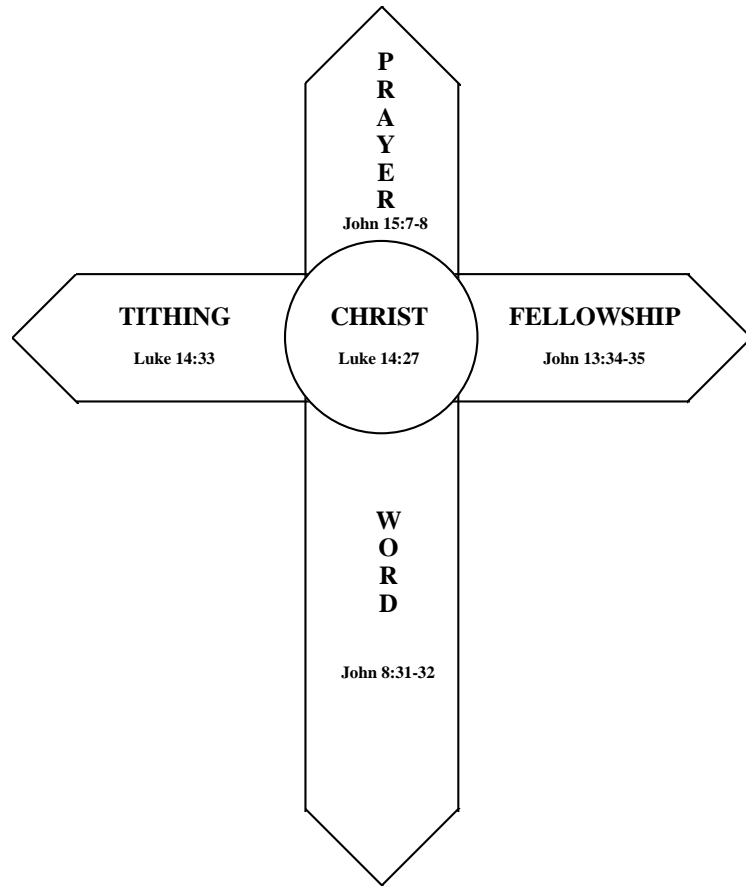 P
R
A
Y
E
R
John 15:7-8
TITHING
Luke 14:33
CHRIST
Luke 14:27
FELLOWSHIP
John 13:34-35
W
O
R
D
John 8:31-32